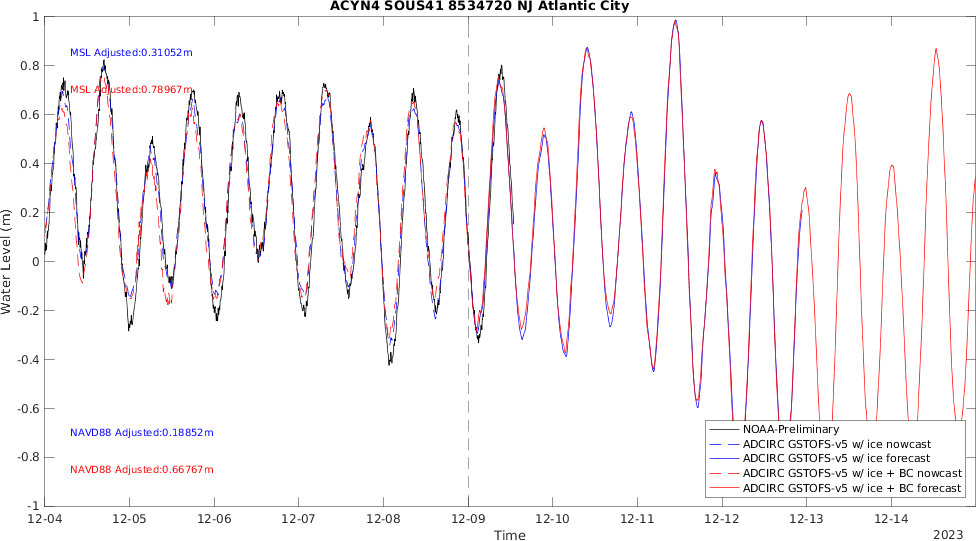 ACYN4 SOUS41 8534720 NJ Atlantic City
MSL Adjusted:0.31052m
MSL Adjusted:0.78967m
NAVD88 Adjusted:0.18852m
NAVD88 Adjusted:0.66767m
Water Level (m)
1
0.8
0.6
0.4
0.2
0
-0.2
-0.4
-0.6
-0.8
-1
NOAA-Preliminary
ADCIRC GSTOFS-v5 w/ ice nowcast
ADCIRC GSTOFS-v5 w/ ice forecast
ADCIRC GSTOFS-v5 w/ ice + BC nowcast
ADCIRC GSTOFS-v5 w/ ice + BC forecast
12-04 12-05 12-06 12-07 12-08 12-09 12-10 12-11 12-12 12-13 12-14
Time
2023